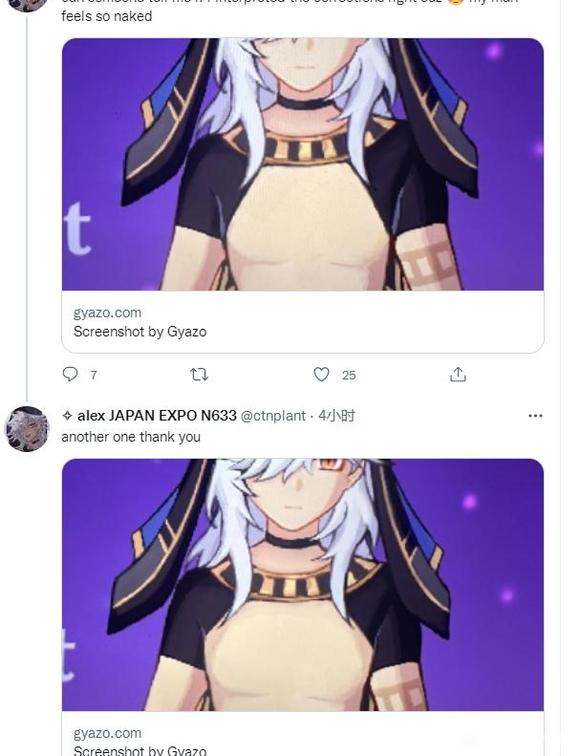 feels so naked
t
gyazo.com
Screenshot by Gyazo
7
25
✧ alex JAPAN EXPO N633 @ctnplant · 4小时
another one thank you
t
gyazo.com
Screenshot by Gyazo